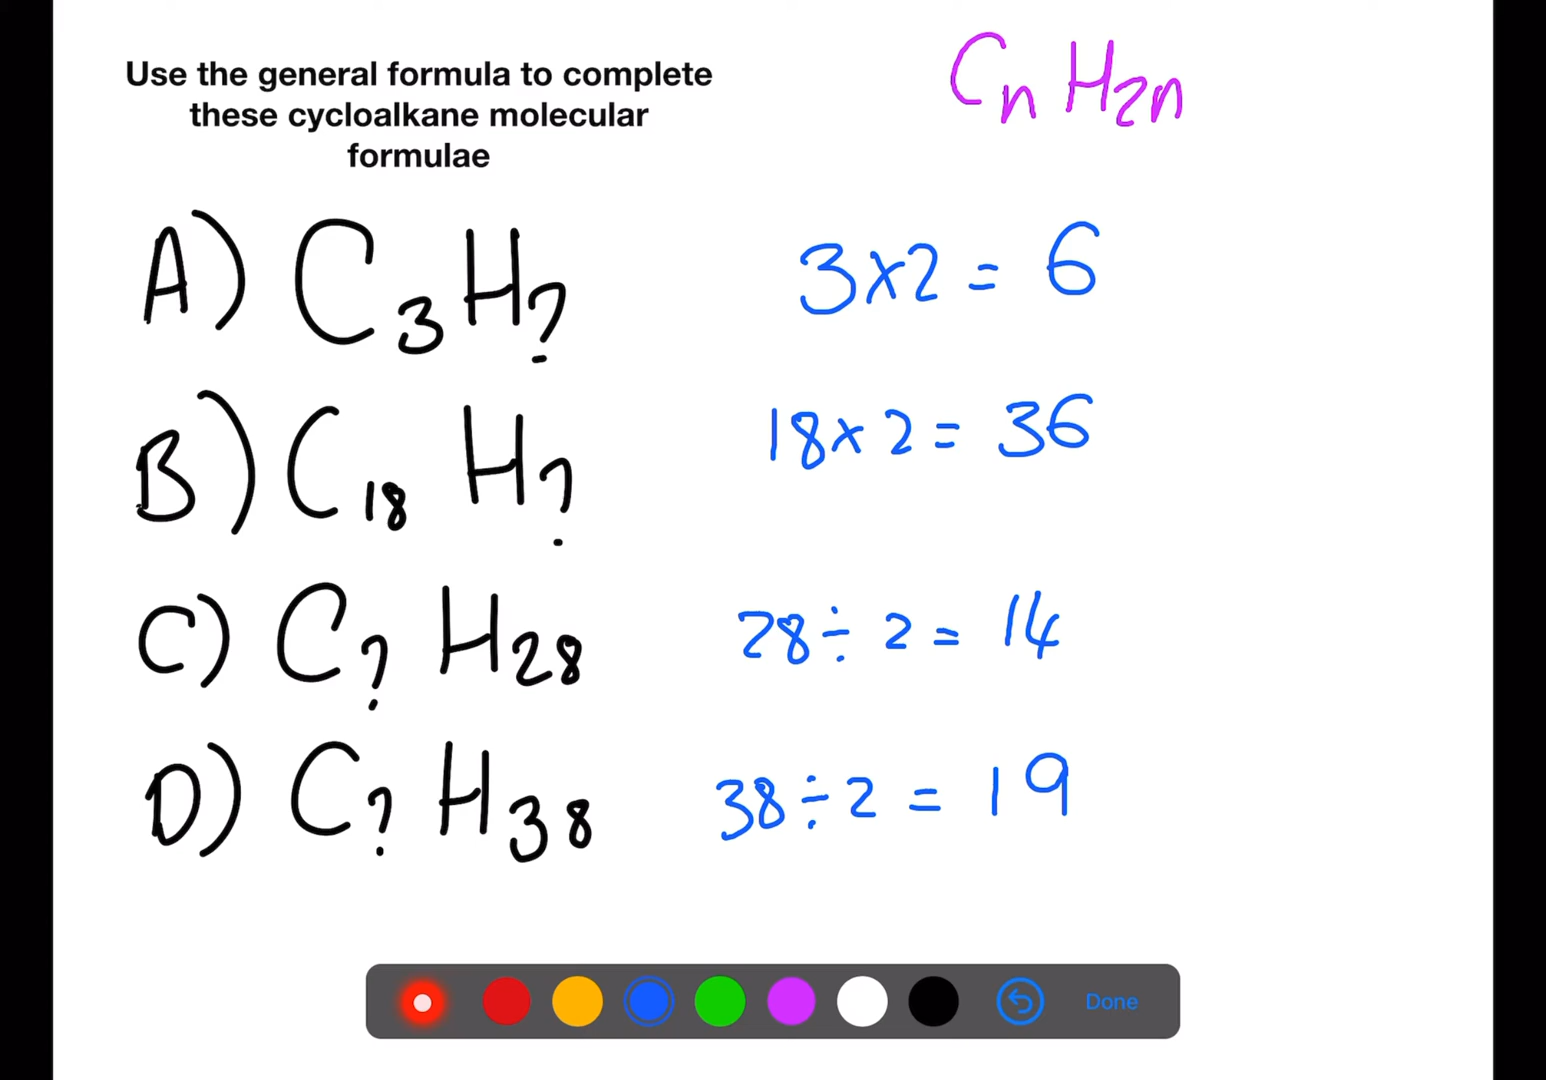 Use the general formula to complete
these cycloalkane molecular
formulae
CnH2n
A) C3H?
3x2 = 6
B) C18H?
18x2 = 36
C) C?H28
28÷2 = 14
D) C?H38
38÷2 = 19
Done